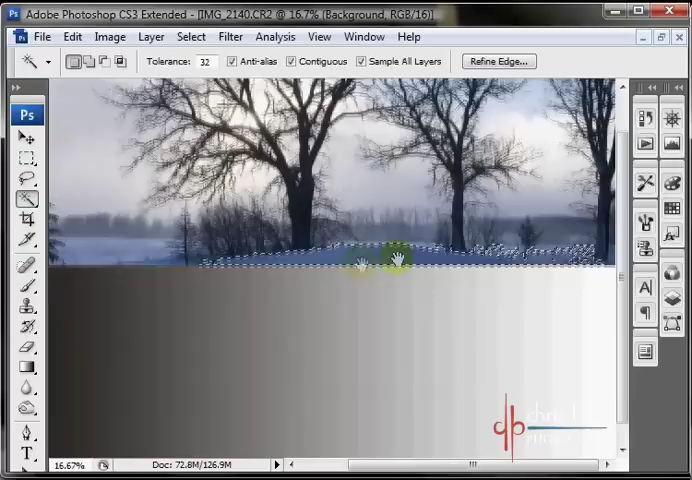 Adobe Photoshop CS3 Extended - [IMG_2140.CR2 @ 16.7% (Background, RGB/16)]
File Edit Image Layer Select Filter Analysis View Window Help
Tolerance: 32 Anti-alias Contiguous Sample All Layers Refine Edge...
Ps
T
A
16.67% Doc: 72.8M/126.9M